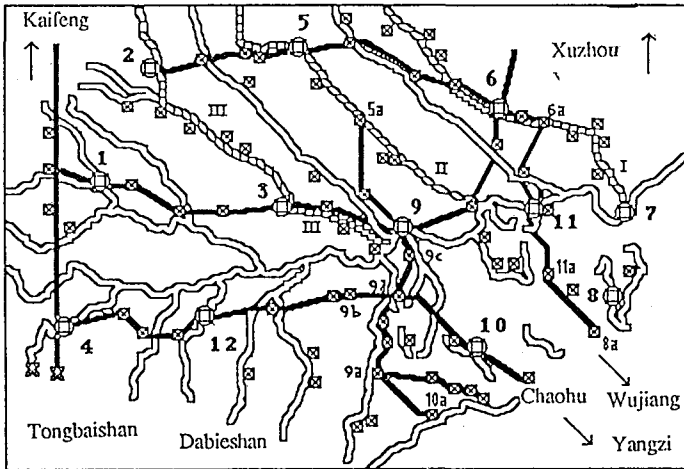 Kaifeng
Xuzhou
5
2
6
5a
6a
III
II
I
1
3
9
III
11
7
9c
11a
9d
8
9b
10
4
12
8a
9a
10a
Chaohu
Wujiang
Tongbaishan
Dabieshan
Yangzi